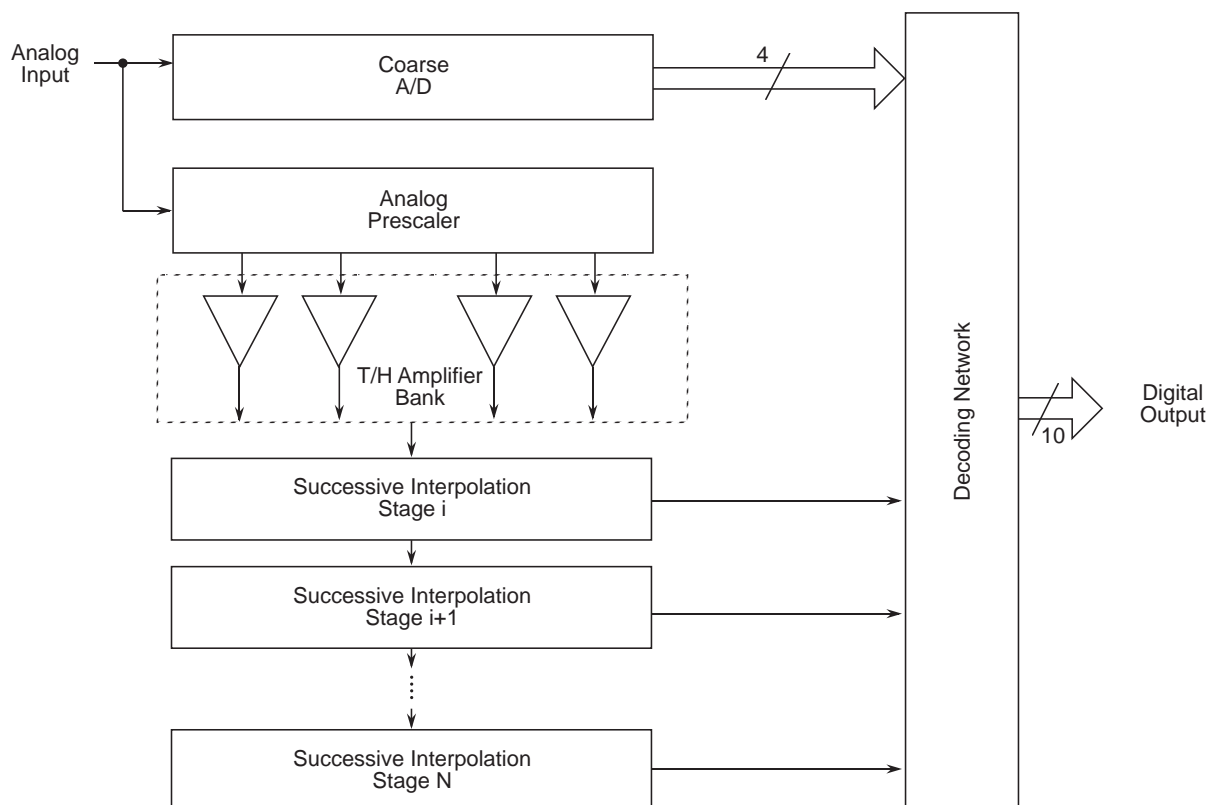 Analog
Input
Coarse
A/D
4
Analog
Prescaler
T/H Amplifier
Bank
Successive Interpolation
Stage i
Successive Interpolation
Stage i+1
Successive Interpolation
Stage N
Decoding Network
10
Digital
Output